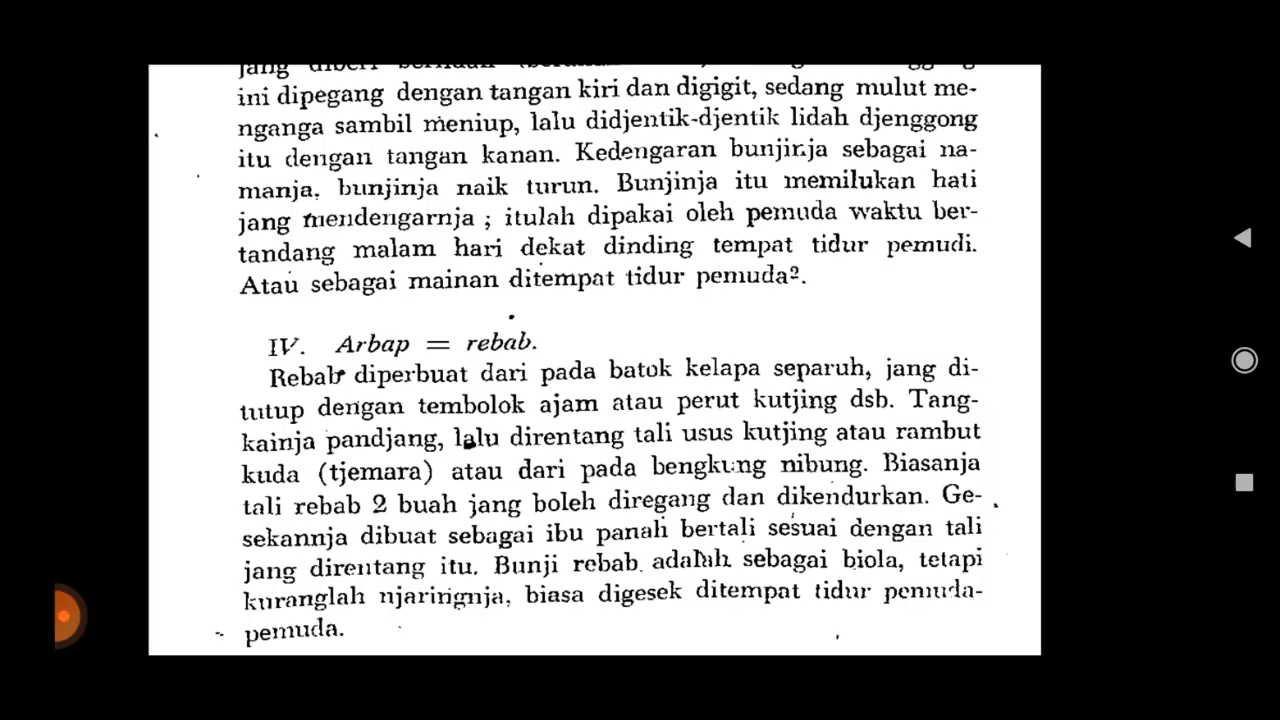 jang diberi
ini dipegang dengan tangan kiri dan digigit, sedang mulut me-
nganga sambil meniup, lalu didjentik-djentik lidah djenggong
itu dengan tangan kanan. Kedengaran bunjinja sebagai na-
manja, bunjinja naik turun. Bunjinja itu memilukan hati
jang mendengarnja ; itulah dipakai oleh pemuda waktu ber-
tandang malam hari dekat dinding tempat tidur pemudi.
Atau sebagai mainan ditempat tidur pemuda².
IV. Arbap = rebab.
Rebab diperbuat dari pada batok kelapa separuh, jang di-
tutup dengan tembolok ajam atau perut kutjing dsb. Tang-
kainja pandjang, lalu direntang tali usus kutjing atau rambut
kuda (tjemara) atau dari pada bengkung nibung. Biasanja
tali rebab 2 buah jang boleh diregang dan dikendurkan. Ge-
sekannja dibuat sebagai ibu panah bertali sesuai dengan tali
jang direntang itu. Bunji rebab adalah sebagai biola, tetapi
kuranglah njaringnja, biasa digesek ditempat tidur pemuda-
pemuda.